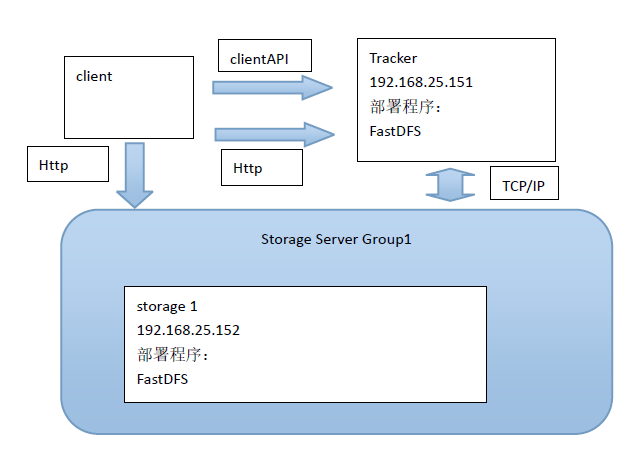 clientAPI
client
Tracker
192.168.25.151
部署程序：
FastDFS
Http
Http
TCP/IP
Storage Server Group1
storage 1
192.168.25.152
部署程序：
FastDFS